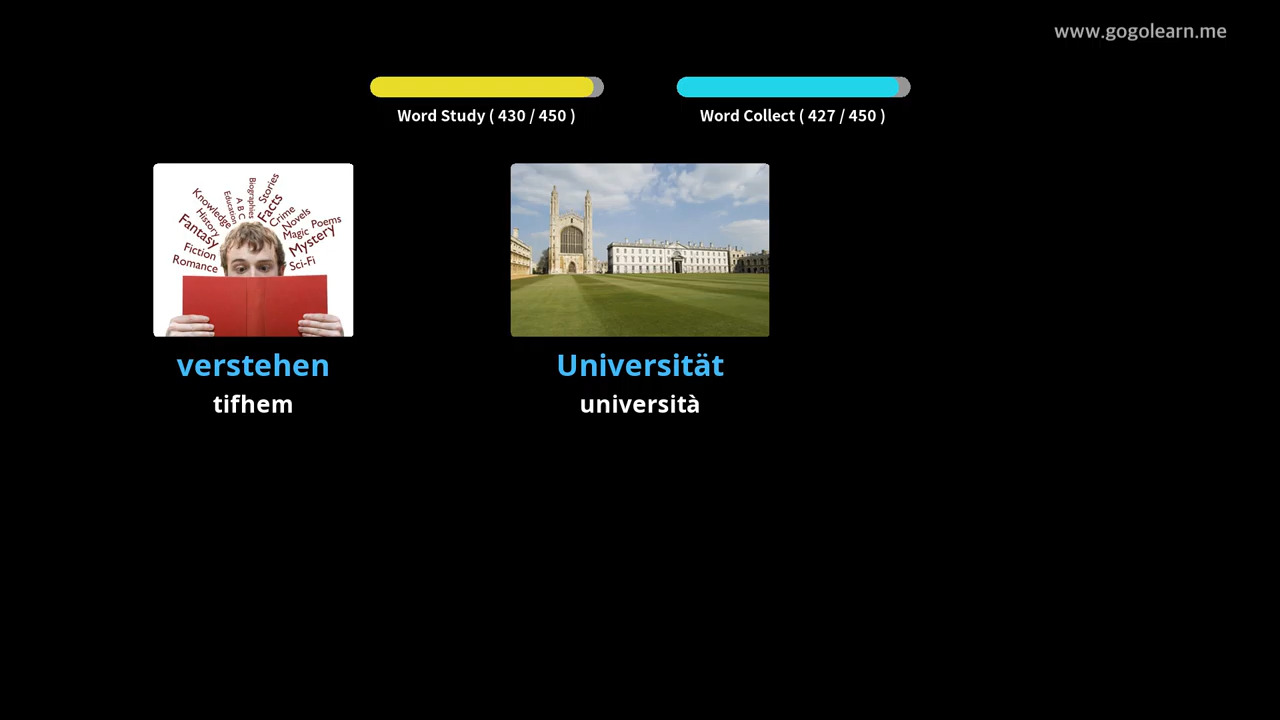 www.gogolearn.me
Word Study ( 430 / 450 )
Word Collect ( 427 / 450 )
Knowledge
History
Fantasy
Fiction
Romance
Education
A B C
Biographies
Stories
Facts
Crime
Novels
Magic
Poems
Mystery
Sci-Fi
verstehen
tifhem
Universität
università